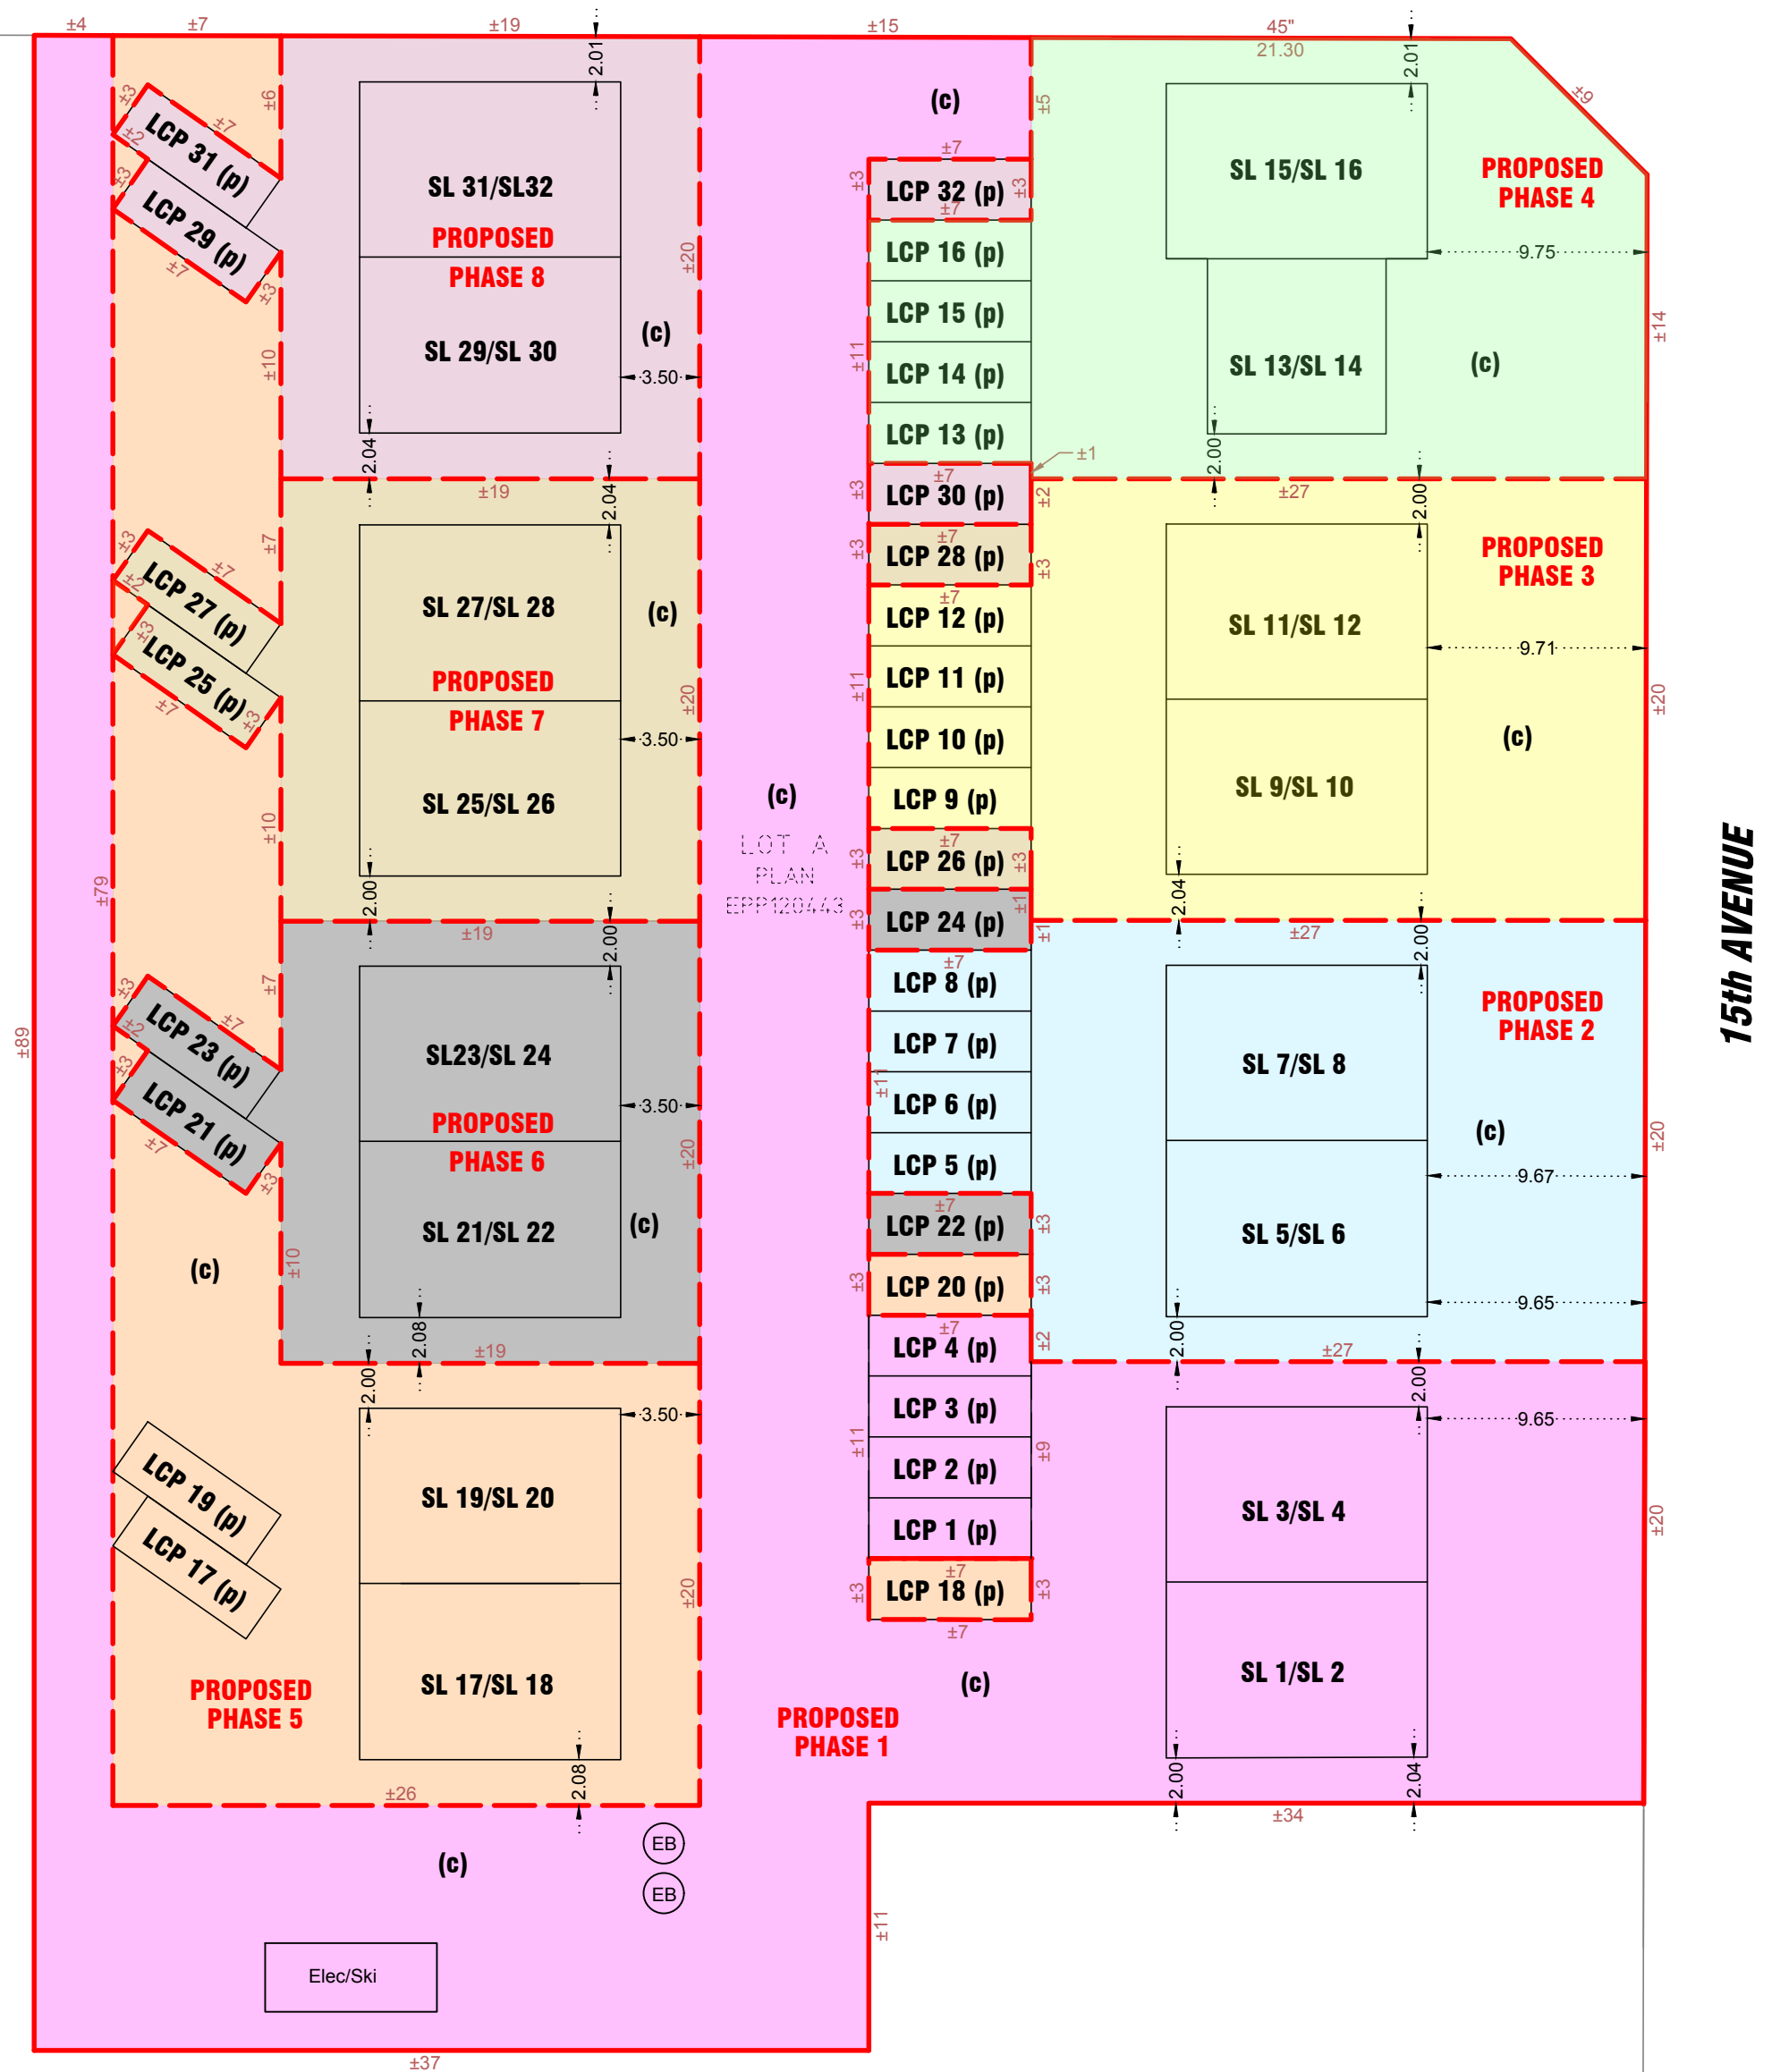 ±4
±7
±19
±15
45"
21.30
2.01
2.01
±9
±3
±7
±2
LCP 31 (p)
±3
LCP 29 (p)
±7
±3
±6
±10
SL 31/SL32
PROPOSED
PHASE 8
SL 29/SL 30
(c)
3.50
2.04
±20
(c)
±5
±7
±3
LCP 32 (p)
±3
±7
LCP 16 (p)
LCP 15 (p)
±11
LCP 14 (p)
LCP 13 (p)
SL 15/SL 16
PROPOSED
PHASE 4
9.75
SL 13/SL 14
(c)
±14
2.00
±1
±19
2.04
±7
±3
LCP 30 (p)
±2
±7
±3
LCP 28 (p)
±3
±7
±27
2.00
±3
±7
±2
LCP 27 (p)
±3
LCP 25 (p)
±7
±3
±7
±10
SL 27/SL 28
(c)
PROPOSED
PHASE 7
3.50
SL 25/SL 26
±20
2.00
LCP 12 (p)
LCP 11 (p)
±11
LCP 10 (p)
LCP 9 (p)
SL 11/SL 12
PROPOSED
PHASE 3
9.71
(c)
SL 9/SL 10
±20
2.04
(c)
LOT A
PLAN
EPP120443
±7
±3
LCP 26 (p)
±3
±3
LCP 24 (p)
±1
±1
±7
±79
±89
15th AVENUE
±19
2.00
±27
2.00
±3
±7
±2
LCP 23 (p)
±3
LCP 21 (p)
±7
±3
±7
±10
SL23/SL 24
PROPOSED
PHASE 6
3.50
SL 21/SL 22
(c)
±20
2.08
LCP 8 (p)
LCP 7 (p)
±11
LCP 6 (p)
LCP 5 (p)
±7
LCP 22 (p)
±3
±3
LCP 20 (p)
±3
±7
PROPOSED
PHASE 2
SL 7/SL 8
(c)
9.67
SL 5/SL 6
9.65
±20
2.00
(c)
±19
2.00
3.50
LCP 4 (p)
±2
LCP 3 (p)
±11
LCP 2 (p)
±9
LCP 1 (p)
±7
±3
LCP 18 (p)
±3
±7
±27
2.00
9.65
LCP 19 (p)
LCP 17 (p)
SL 19/SL 20
SL 17/SL 18
±20
PROPOSED
PHASE 5
2.08
±26
SL 3/SL 4
SL 1/SL 2
±20
(c)
PROPOSED
PHASE 1
2.00
2.04
±34
EB
EB
(c)
±11
Elec/Ski
±37